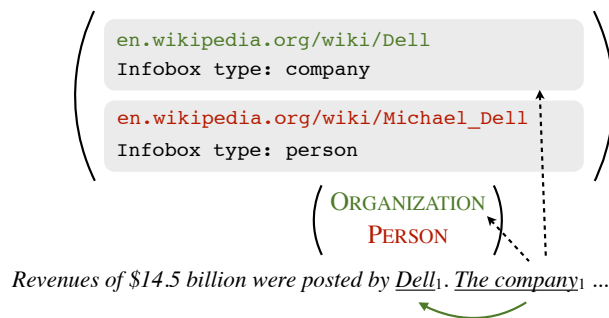 en.wikipedia.org/wiki/Dell
Infobox type: company
en.wikipedia.org/wiki/Michael_Dell
Infobox type: person
ORGANIZATION
PERSON
Revenues of $14.5 billion were posted by Dell₁. The company₁ ...